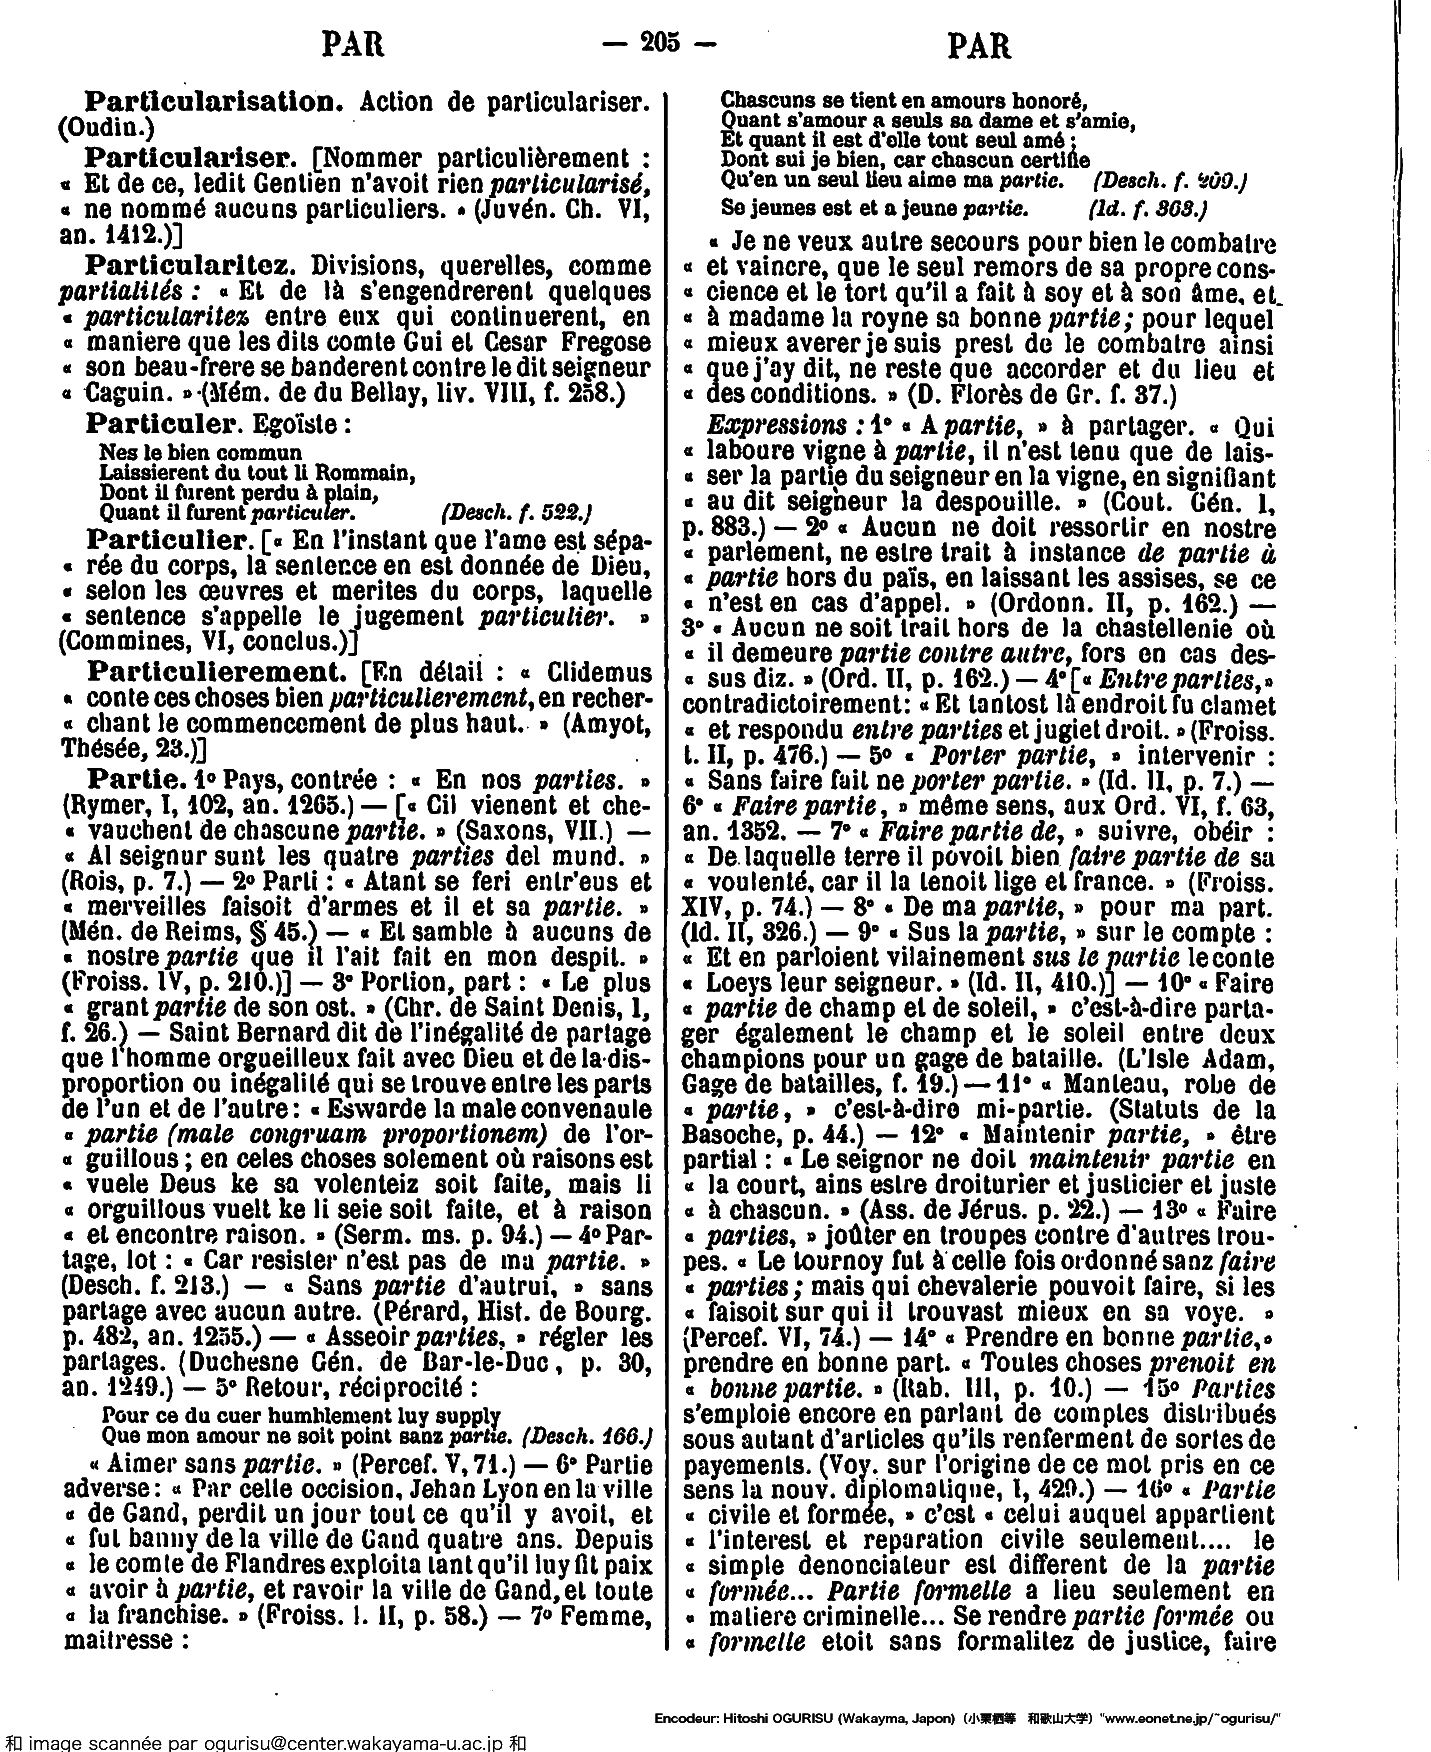 PAR — 205 — PAR
Particularisation. Action de particulariser.
(Oudin.)
Particulariser. [Nommer particulièrement :
« Et de ce, ledit Gentien n'avoit rien particularisé,
« ne nommé aucuns particuliers. » (Juvén. Ch. VI,
an. 1412.)]
Particularitez. Divisions, querelles, comme
partialités : « Et de là s'engendrerent quelques
« particularitez entre eux qui continuerent, en
« maniere que les dits comte Gui et Cesar Fregose
« son beau-frere se banderent contre le dit seigneur
« Caguin. » (Mém. de du Bellay, liv. VIII, f. 258.)
Particuler. Egoïste :
Nes le bien commun
Laissierent du tout li Rommain,
Dont il furent perdu à plain,
Quant il furent particuler. (Desch. f. 522.)
Particulier. [« En l'instant que l'ame est sépa-
« rée du corps, la sentence en est donnée de Dieu,
« selon les œuvres et merites du corps, laquelle
« sentence s'appelle le jugement particulier. »
(Commines, VI, conclus.)]
Particulierement. [En détail : « Clidemus
« conte ces choses bien particulierement, en recher-
« chant le commencement de plus haut. » (Amyot,
Thésée, 23.)]
Partie. 1º Pays, contrée : « En nos parties. »
(Rymer, I, 102, an. 1265.) — [« Cil vienent et che-
« vauchent de chascune partie. » (Saxons, VII.) —
« Al seignur sunt les quatre parties del mund. »
(Rois, p. 7.) — 2º Parti : « Atant se feri entr'eus et
« merveilles faisoit d'armes et il et sa partie. »
(Mén. de Reims, § 45.) — « Et samble à aucuns de
« nostre partie que il l'ait fait en mon despit. »
(Froiss. IV, p. 210.)] — 3º Portion, part : « Le plus
« grant partie de son ost. » (Chr. de Saint Denis, I,
f. 26.) — Saint Bernard dit de l'inégalité de partage
que l'homme orgueilleux fait avec Dieu et de la dis-
proportion ou inégalité qui se trouve entre les parts
de l'un et de l'autre : « Eswarde la male convenaule
« partie (male congruam proportionem) de l'or-
« guillous ; en celes choses solement où raisons est
« vuele Deus ke sa volenteiz soit faite, mais li
« orguillous vuelt ke li seie soit faite, et à raison
« et encontre raison. » (Serm. ms. p. 94.) — 4º Par-
tage, lot : « Car resister n'est pas de ma partie. »
(Desch. f. 213.) — « Sans partie d'autrui, » sans
partage avec aucun autre. (Pérard, Hist. de Bourg.
p. 482, an. 1255.) — « Asseoir parties, » régler les
partages. (Duchesne Gén. de Bar-le-Duc, p. 30,
an. 1249.) — 5º Retour, réciprocité :
Pour ce du cuer humblement luy supply
Que mon amour ne soit point sanz partie. (Desch. 166.)
« Aimer sans partie. » (Percef. V, 71.) — 6º Partie
adverse : « Par celle occision, Jehan Lyon en la ville
« de Gand, perdit un jour tout ce qu'il y avoit, et
« fut banny de la ville de Gand quatre ans. Depuis
« le comte de Flandres exploita tant qu'il luy fit paix
« avoir à partie, et ravoir la ville de Gand, et toute
« la franchise. » (Froiss. l. II, p. 58.) — 7º Femme,
maitresse :
Chascuns se tient en amours honoré,
Quant s'amour a seuls sa dame et s'amie,
Et quant il est d'elle tout seul amé ;
Dont sui je bien, car chascun certifie
Qu'en un seul lieu aime ma partie. (Desch. f. 209.)
Se jeunes est et a jeune partie. (Id. f. 303.)
« Je ne veux autre secours pour bien le combatre
« et vaincre, que le seul remors de sa propre cons-
« cience et le tort qu'il a fait à soy et à son âme, et
« à madame la royne sa bonne partie ; pour lequel
« mieux averer je suis prest de le combatre ainsi
« que j'ay dit, ne reste que accorder et du lieu et
« des conditions. » (D. Florès de Gr. f. 37.)
Expressions : 1º « A partie, » à partager. « Qui
« laboure vigne à partie, il n'est tenu que de lais-
« ser la partie du seigneur en la vigne, en signifiant
« au dit seigneur la despouille. » (Cout. Gén. I,
p. 883.) — 2º « Aucun ne doit ressortir en nostre
« parlement, ne estre trait à instance de partie à
« partie hors du païs, en laissant les assises, se ce
« n'est en cas d'appel. » (Ordonn. II, p. 162.) —
3º « Aucun ne soit trait hors de la chastellenie où
« il demeure partie contre autre, fors en cas des-
« sus diz. » (Ord. II, p. 162.) — 4º [« Entre parties, »
contradictoirement : « Et tantost là endroit fu clamet
« et respondu entre parties et jugiet droit. » (Froiss.
t. II, p. 476.) — 5º « Porter partie, » intervenir :
« Sans faire fait ne porter partie. » (Id. II, p. 7.) —
6º « Faire partie, » même sens, aux Ord. VI, f. 63,
an. 1352. — 7º « Faire partie de, » suivre, obéir :
« De laquelle terre il povoit bien faire partie de sa
« voulenté, car il la tenoit lige et france. » (Froiss.
XIV, p. 74.) — 8º « De ma partie, » pour ma part.
(Id. II, 326.) — 9º « Sus la partie, » sur le compte :
« Et en parloient vilainement sus le partie le conte
« Loeys leur seigneur. » (Id. II, 410.)] — 10º « Faire
« partie de champ et de soleil, » c'est-à-dire parta-
ger également le champ et le soleil entre deux
champions pour un gage de bataille. (L'Isle Adam,
Gage de batailles, f. 19.) — 11º « Manteau, robe de
« partie, » c'est-à-dire mi-partie. (Statuts de la
Basoche, p. 44.) — 12º « Maintenir partie, » être
partial : « Le seignor ne doit maintenir partie en
« la court, ains estre droiturier et justicier et juste
« à chascun. » (Ass. de Jérus. p. 22.) — 13º « Faire
« parties, » joûter en troupes contre d'autres trou-
pes. « Le tournoy fut à celle fois ordonné sanz faire
« parties ; mais qui chevalerie pouvoit faire, si les
« faisoit sur qui il trouvast mieux en sa voye. »
(Percef. VI, 74.) — 14º « Prendre en bonne partie, »
prendre en bonne part. « Toutes choses prenoit en
« bonne partie. » (Rab. III, p. 10.) — 15º Parties
s'emploie encore en parlant de comptes distribués
sous autant d'articles qu'ils renferment de sortes de
payements. (Voy. sur l'origine de ce mot pris en ce
sens la nouv. diplomatique, I, 429.) — 16º « Partie
« civile et formée, » c'est « celui auquel appartient
« l'interest et reparation civile seulement.... le
« simple denonciateur est different de la partie
« formée... Partie formelle a lieu seulement en
« matiere criminelle... Se rendre partie formée ou
« formelle etoit sans formalitez de justice, faire
Encodeur: Hitoshi OGURISU (Wakayma, Japon) (小栗栖等 和歌山大学) "www.eonet.ne.jp/~ogurisu/"
和 image scannée par ogurisu@center.wakayama-u.ac.jp 和